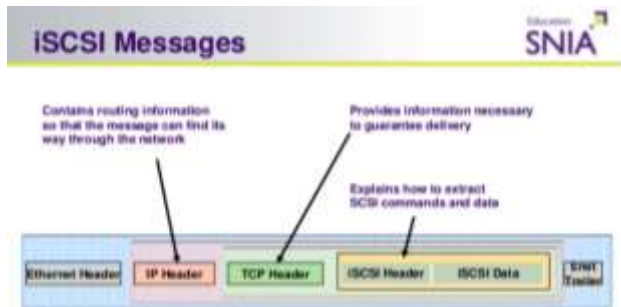 iSCSI Messages
Education
SNIA
Contains routing information
so that the message can find its
way through the network
Provides information necessary
to guarantee delivery
Explains how to extract
SCSI commands and data
Ethernet Header
IP Header
TCP Header
iSCSI Header
iSCSI Data
Enet
Trailer